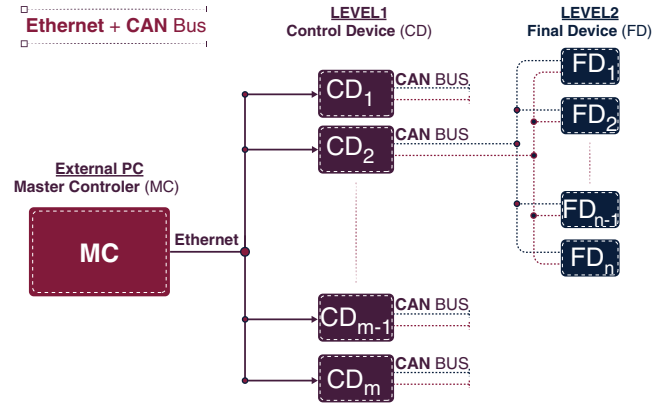 Ethernet + CAN Bus
LEVEL1
Control Device (CD)
LEVEL2
Final Device (FD)
External PC
Master Controler (MC)
MC
Ethernet
CD1
CAN BUS
CD2
CAN BUS
CDm-1
CAN BUS
CDm
CAN BUS
FD1
FD2
FDn-1
FDn